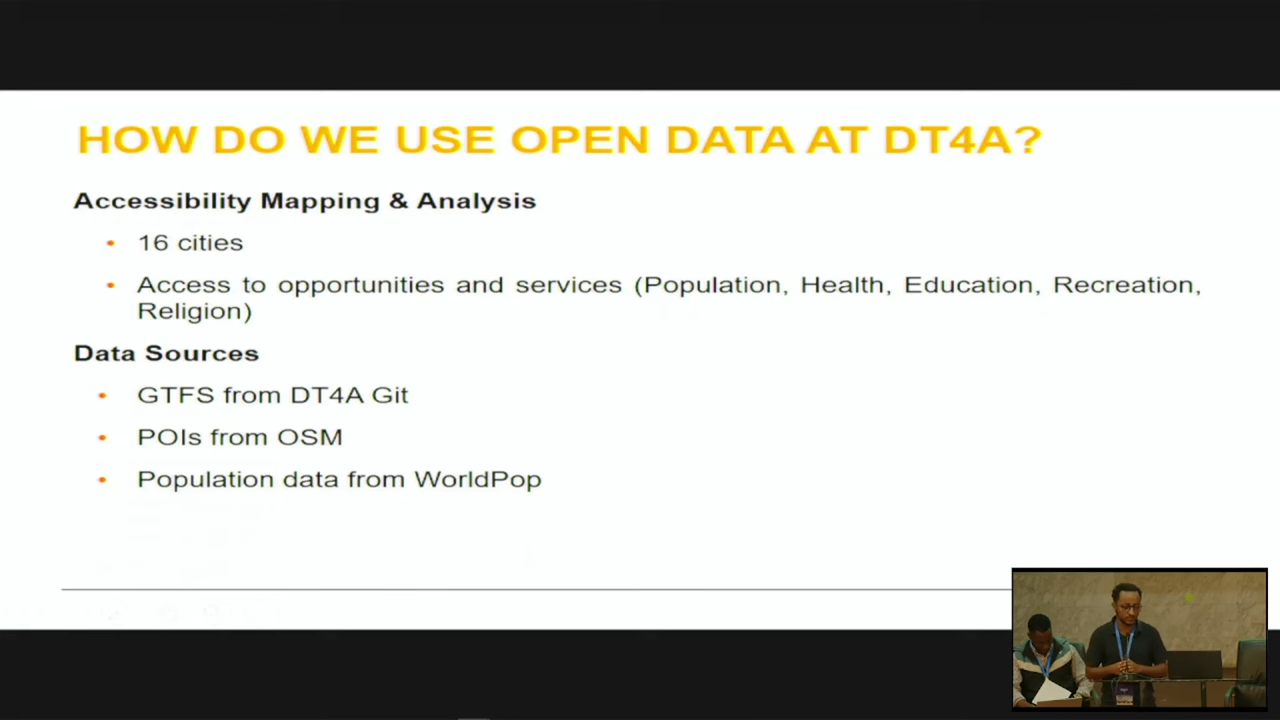 HOW DO WE USE OPEN DATA AT DT4A?
Accessibility Mapping & Analysis
• 16 cities
• Access to opportunities and services (Population, Health, Education, Recreation,
Religion)
Data Sources
• GTFS from DT4A Git
• POIs from OSM
• Population data from WorldPop